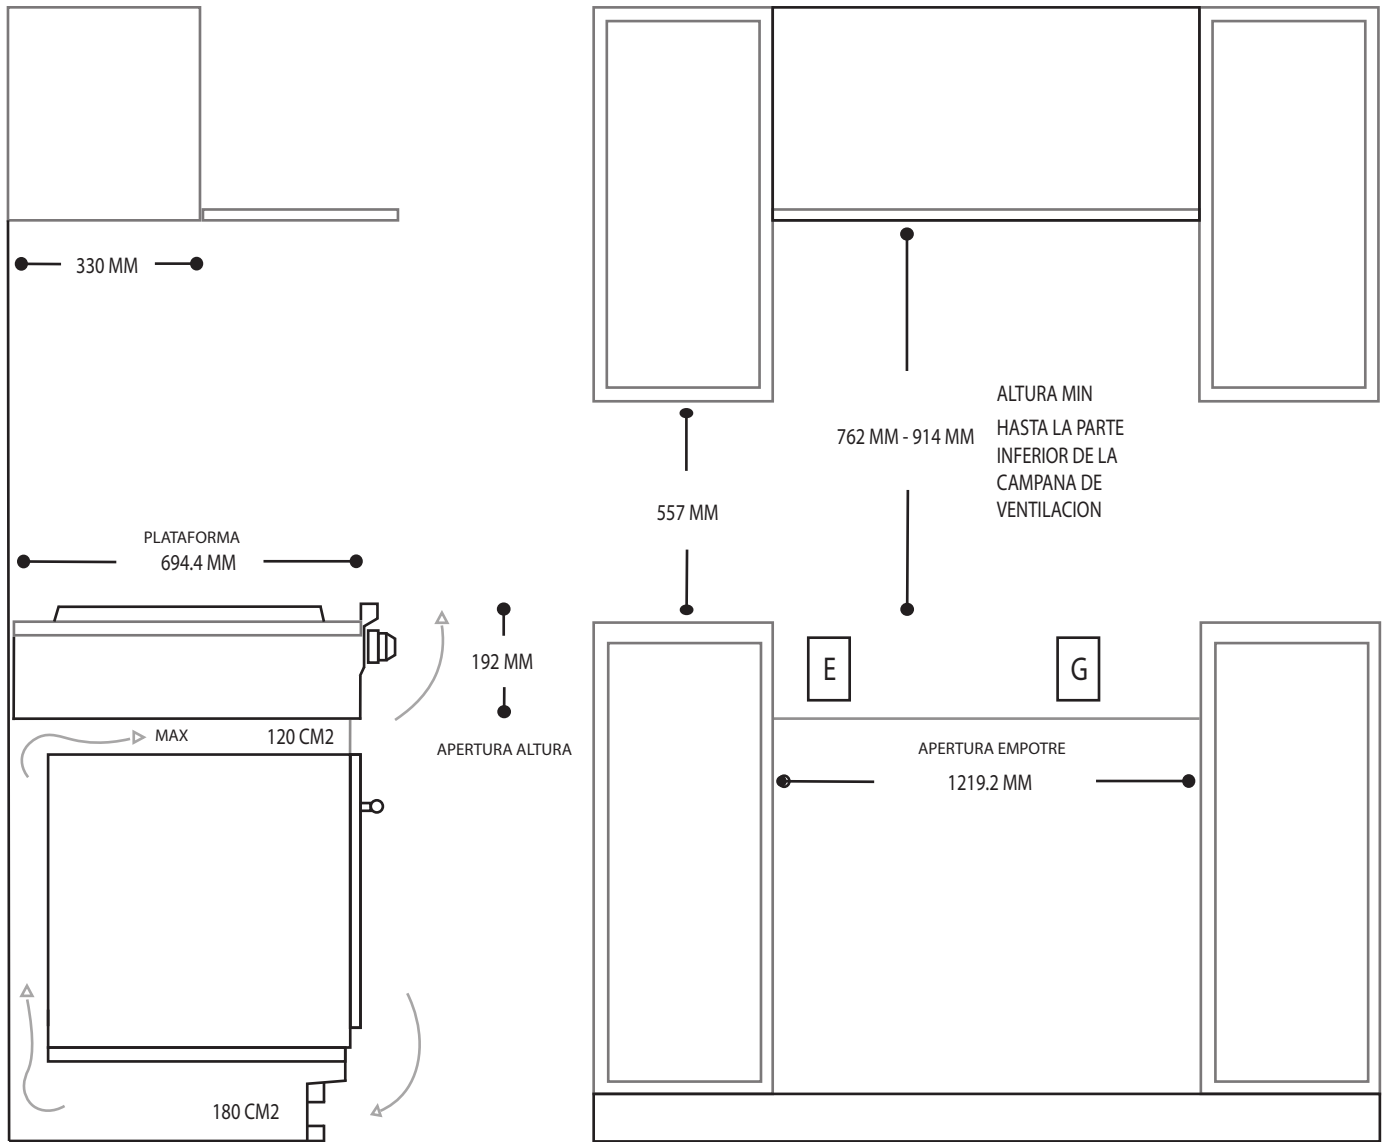 330 MM
ALTURA MIN
HASTA LA PARTE
INFERIOR DE LA
CAMPANA DE
VENTILACION
762 MM - 914 MM
557 MM
PLATAFORMA
694.4 MM
192 MM
APERTURA ALTURA
E
G
MAX
120 CM2
APERTURA EMPOTRE
1219.2 MM
180 CM2